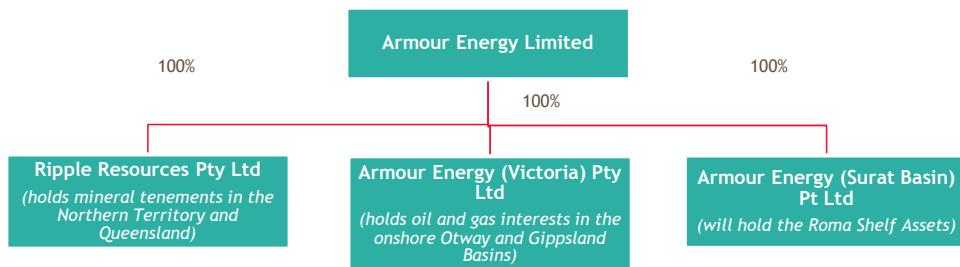 Armour Energy Limited
100%
100%
100%
Ripple Resources Pty Ltd
(holds mineral tenements in the
Northern Territory and
Queensland)
Armour Energy (Victoria) Pty
Ltd
(holds oil and gas interests in the
onshore Otway and Gippsland
Basins)
Armour Energy (Surat Basin)
Pt Ltd
(will hold the Roma Shelf Assets)